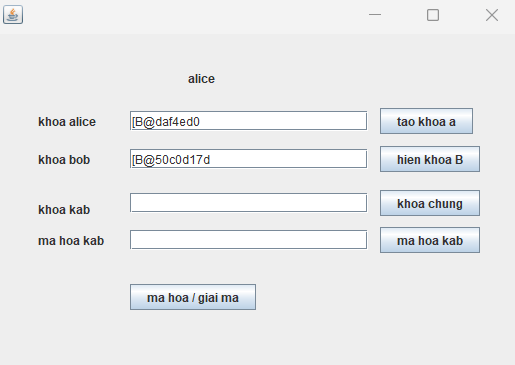 alice
khoa alice [B@daf4ed0 tao khoa a
khoa bob [B@50c0d17d hien khoa B
khoa kab khoa chung
ma hoa kab ma hoa kab
ma hoa / giai ma